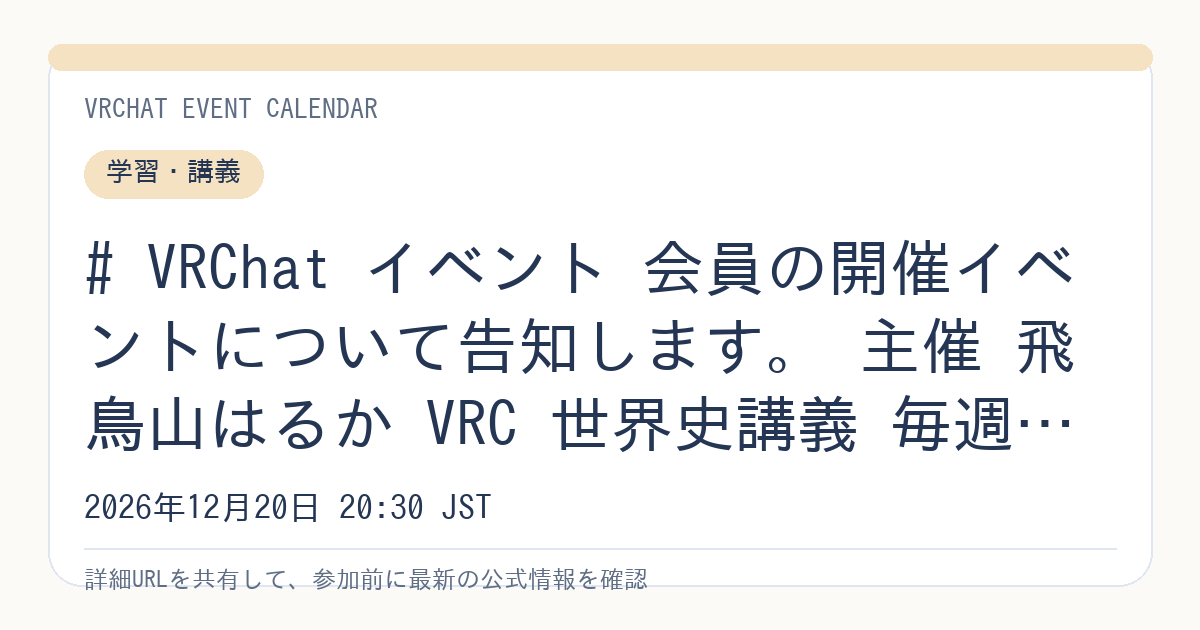 VRCHAT EVENT CALENDAR
学習・講義
# VRChat イベント 会員の開催イベ
ントについて告知します。 主催 飛
鳥山はるか VRC 世界史講義 毎週…
2026年12月20日 20:30 JST
詳細URLを共有して、参加前に最新の公式情報を確認